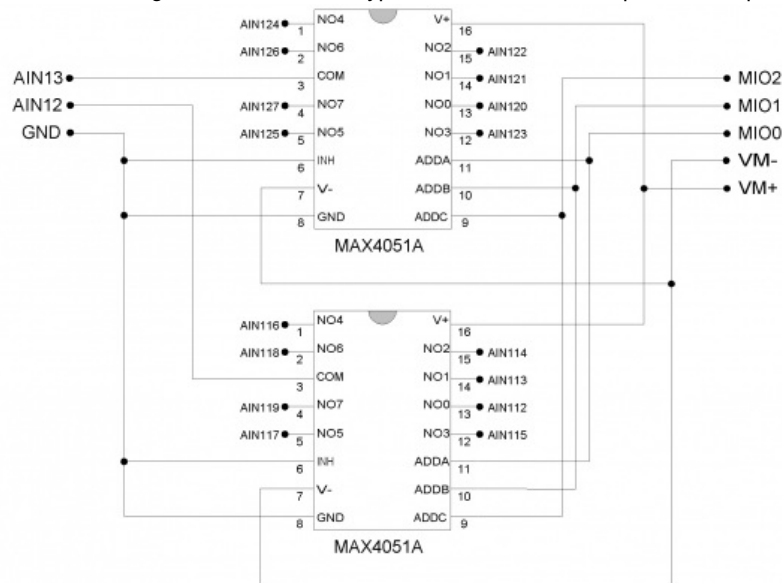 AIN124 1 NO4 V+ 16
AIN126 2 NO6 NO2 15 AIN122
AIN13 3 COM NO1 14 AIN121 MIO2
AIN12 AIN127 4 NO7 NO0 13 AIN120 MIO1
GND AIN125 5 NO5 NO3 12 AIN123 MIO0
6 INH ADDA 11 VM-
7 V- ADDB 10 VM+
8 GND ADDC 9
MAX4051A
AIN116 1 NO4 V+ 16
AIN118 2 NO6 NO2 15 AIN114
3 COM NO1 14 AIN113
AIN119 4 NO7 NO0 13 AIN112
AIN117 5 NO5 NO3 12 AIN115
6 INH ADDA 11
7 V- ADDB 10
8 GND ADDC 9
MAX4051A